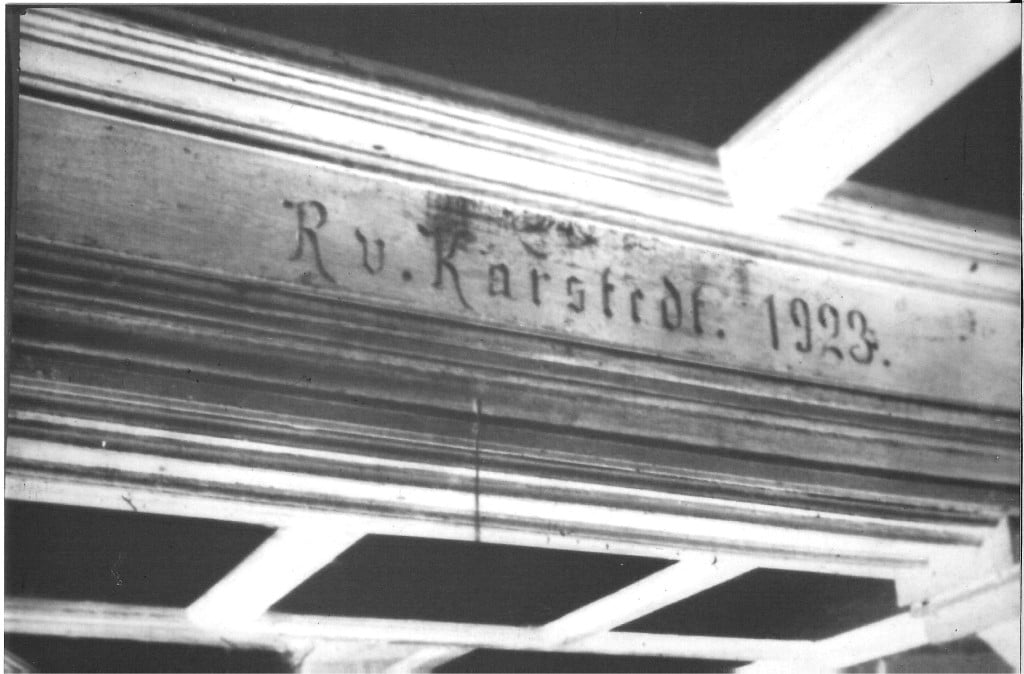 R v. Karstedt. 1923.